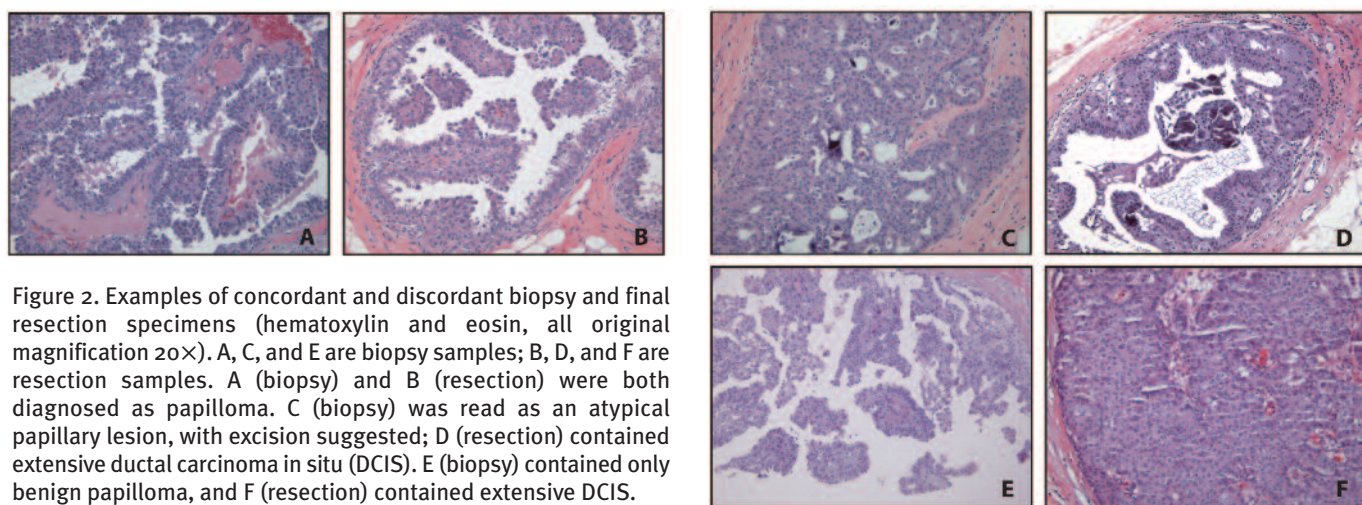 A
B
C
D
Figure 2. Examples of concordant and discordant biopsy and final
resection specimens (hematoxylin and eosin, all original
magnification 20×). A, C, and E are biopsy samples; B, D, and F are
resection samples. A (biopsy) and B (resection) were both
diagnosed as papilloma. C (biopsy) was read as an atypical
papillary lesion, with excision suggested; D (resection) contained
extensive ductal carcinoma in situ (DCIS). E (biopsy) contained only
benign papilloma, and F (resection) contained extensive DCIS.
E
F